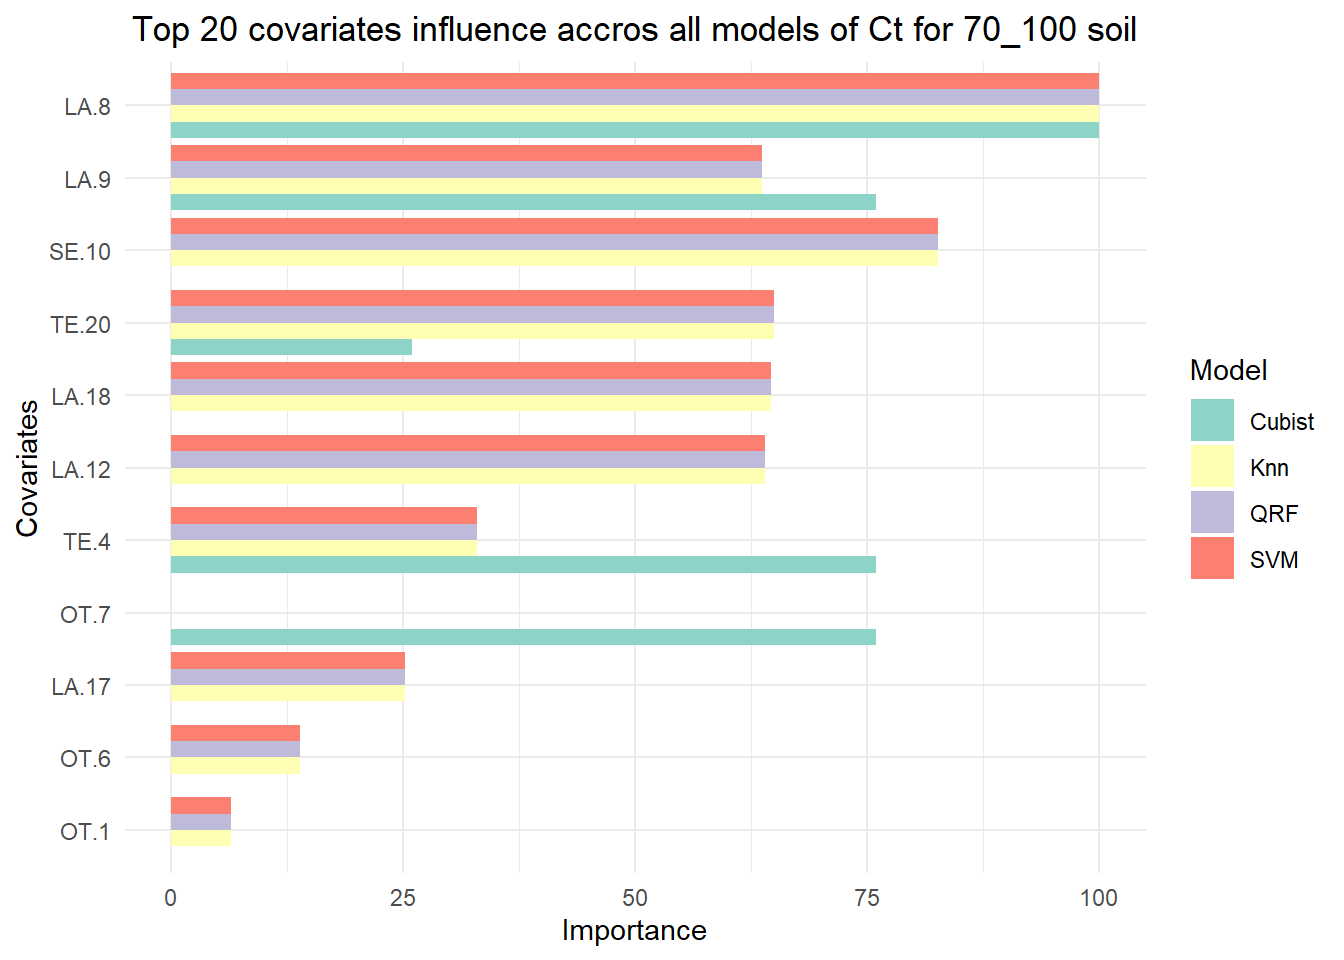 Top 20 covariates influence accros all models of Ct for 70_100 soil
Covariates
LA.8
LA.9
SE.10
TE.20
LA.18
LA.12
TE.4
OT.7
LA.17
OT.6
OT.1
0 25 50 75 100
Importance
Model
Cubist
Knn
QRF
SVM